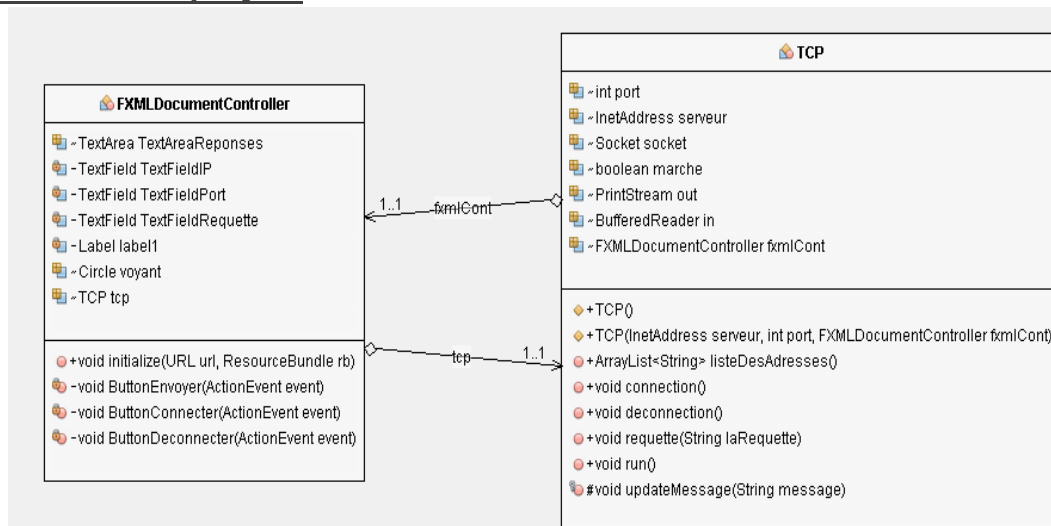 FXMLDocumentController
~TextArea TextAreaReponses
-TextField TextFieldIP
-TextField TextFieldPort
-TextField TextFieldRequette
-Label label1
~Circle voyant
~TCP tcp
+void initialize(URL url, ResourceBundle rb)
-void ButtonEnvoyer(ActionEvent event)
-void ButtonConnecter(ActionEvent event)
-void ButtonDeconnecter(ActionEvent event)
1..1
fxmlCont
tcp
1..1
TCP
~int port
~InetAddress serveur
~Socket socket
~boolean marche
~PrintStream out
~BufferedReader in
~FXMLDocumentController fxmlCont
+TCP()
+TCP(InetAddress serveur, int port, FXMLDocumentController fxmlCont)
+ArrayList<String> listeDesAdresses()
+void connection()
+void deconnection()
+void requette(String laRequette)
+void run()
#void updateMessage(String message)